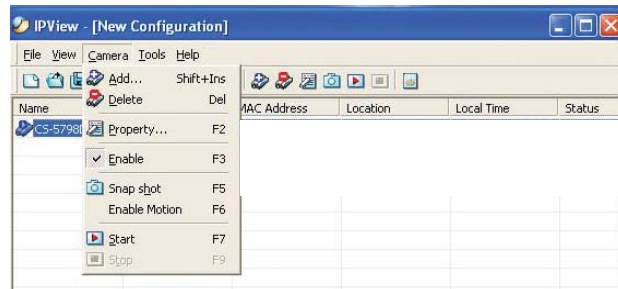 IPView - [New Configuration]
File View Camera Tools Help
Add... Shift+Ins
Delete Del
Property... F2
Enable F3
Snap shot F5
Enable Motion F6
Start F7
Stop F9
Name MAC Address Location Local Time Status